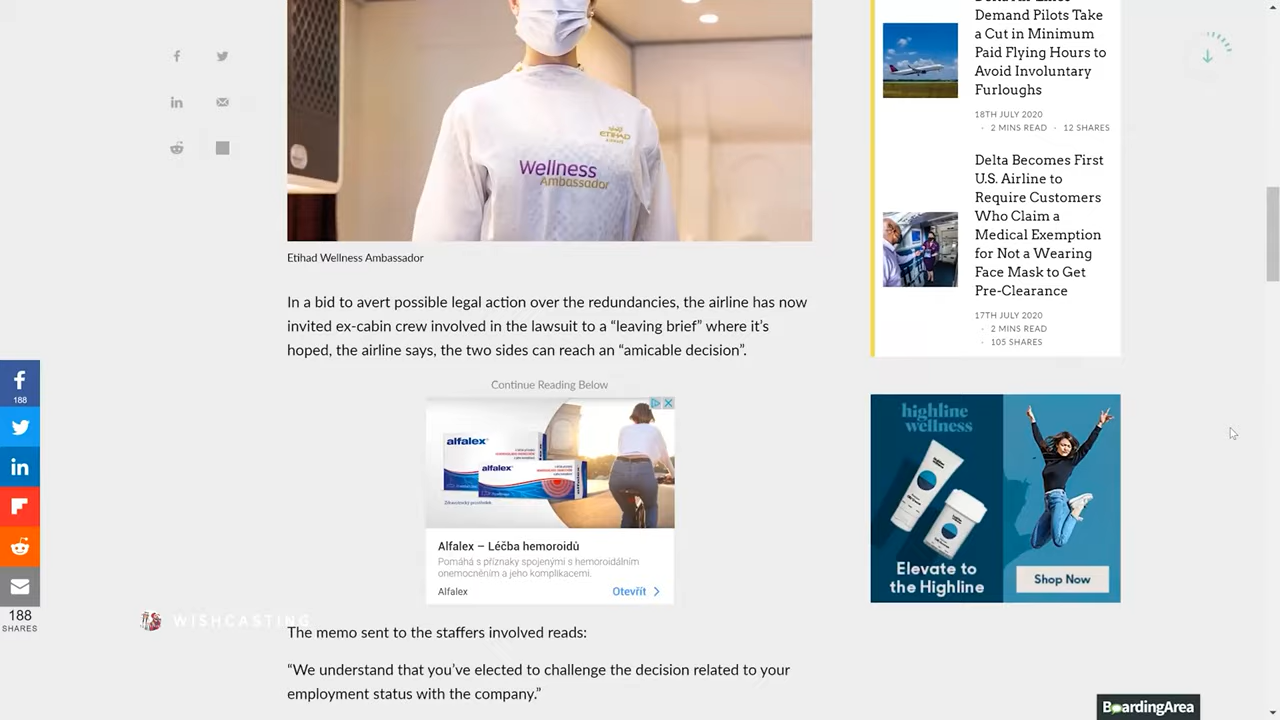 ETIHAD
Wellness
Ambassador
Etihad Wellness Ambassador
In a bid to avert possible legal action over the redundancies, the airline has now
invited ex-cabin crew involved in the lawsuit to a “leaving brief” where it’s
hoped, the airline says, the two sides can reach an “amicable decision”.
Continue Reading Below
alfalex
alfalex
Alfalex – Léčba hemoroidů
Pomáhá s příznaky spojenými s hemoroidálním
onemocněním a jeho komplikacemi.
Alfalex
Otevřít
WISHCASTING
The memo sent to the staffers involved reads:
“We understand that you’ve elected to challenge the decision related to your
employment status with the company.”
188
188
SHARES
Demand Pilots Take
a Cut in Minimum
Paid Flying Hours to
Avoid Involuntary
Furloughs
18TH JULY 2020
2 MINS READ · 12 SHARES
Delta Becomes First
U.S. Airline to
Require Customers
Who Claim a
Medical Exemption
for Not a Wearing
Face Mask to Get
Pre-Clearance
17TH JULY 2020
2 MINS READ
105 SHARES
highline
wellness
Elevate to
the Highline
Shop Now
BoardingArea